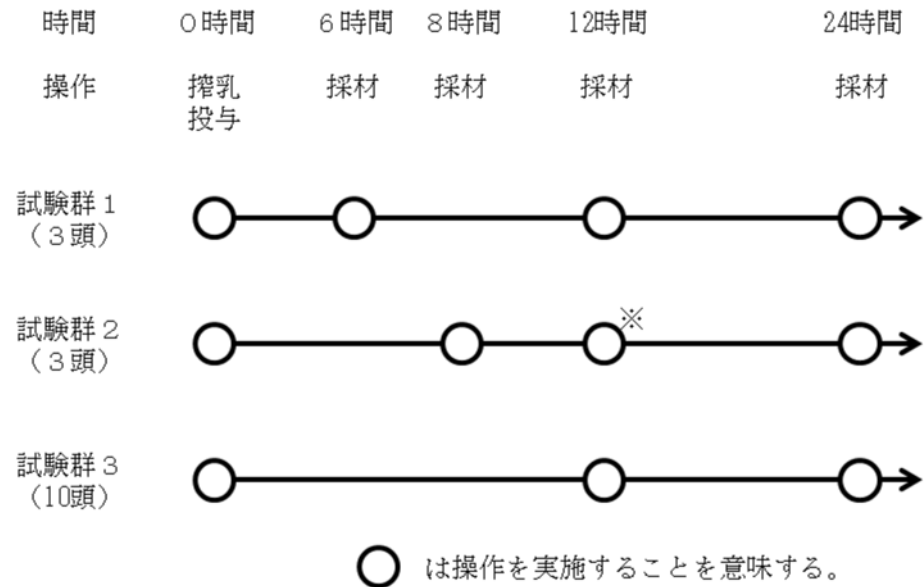 時間 ０時間 ６時間 ８時間 12時間 24時間
操作 搾乳 採材 採材 採材 採材
投与
試験群１
（３頭）
※
試験群２
（３頭）
試験群３
（10頭）
は操作を実施することを意味する。